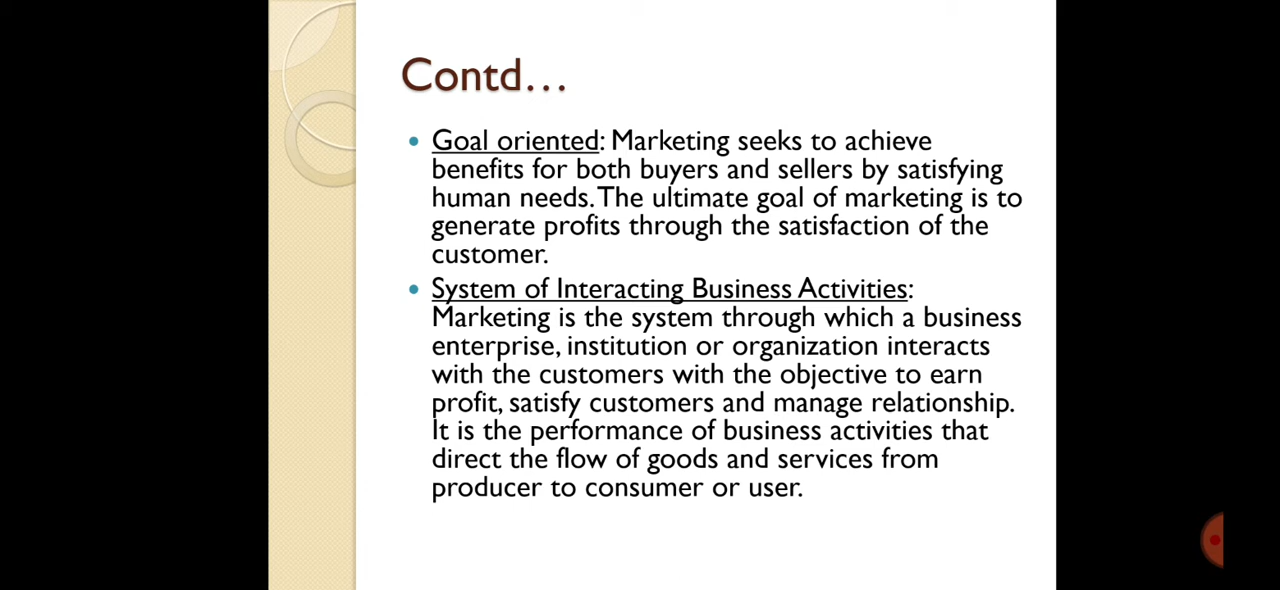 Contd...
• Goal oriented: Marketing seeks to achieve
benefits for both buyers and sellers by satisfying
human needs. The ultimate goal of marketing is to
generate profits through the satisfaction of the
customer.
• System of Interacting Business Activities:
Marketing is the system through which a business
enterprise, institution or organization interacts
with the customers with the objective to earn
profit, satisfy customers and manage relationship.
It is the performance of business activities that
direct the flow of goods and services from
producer to consumer or user.